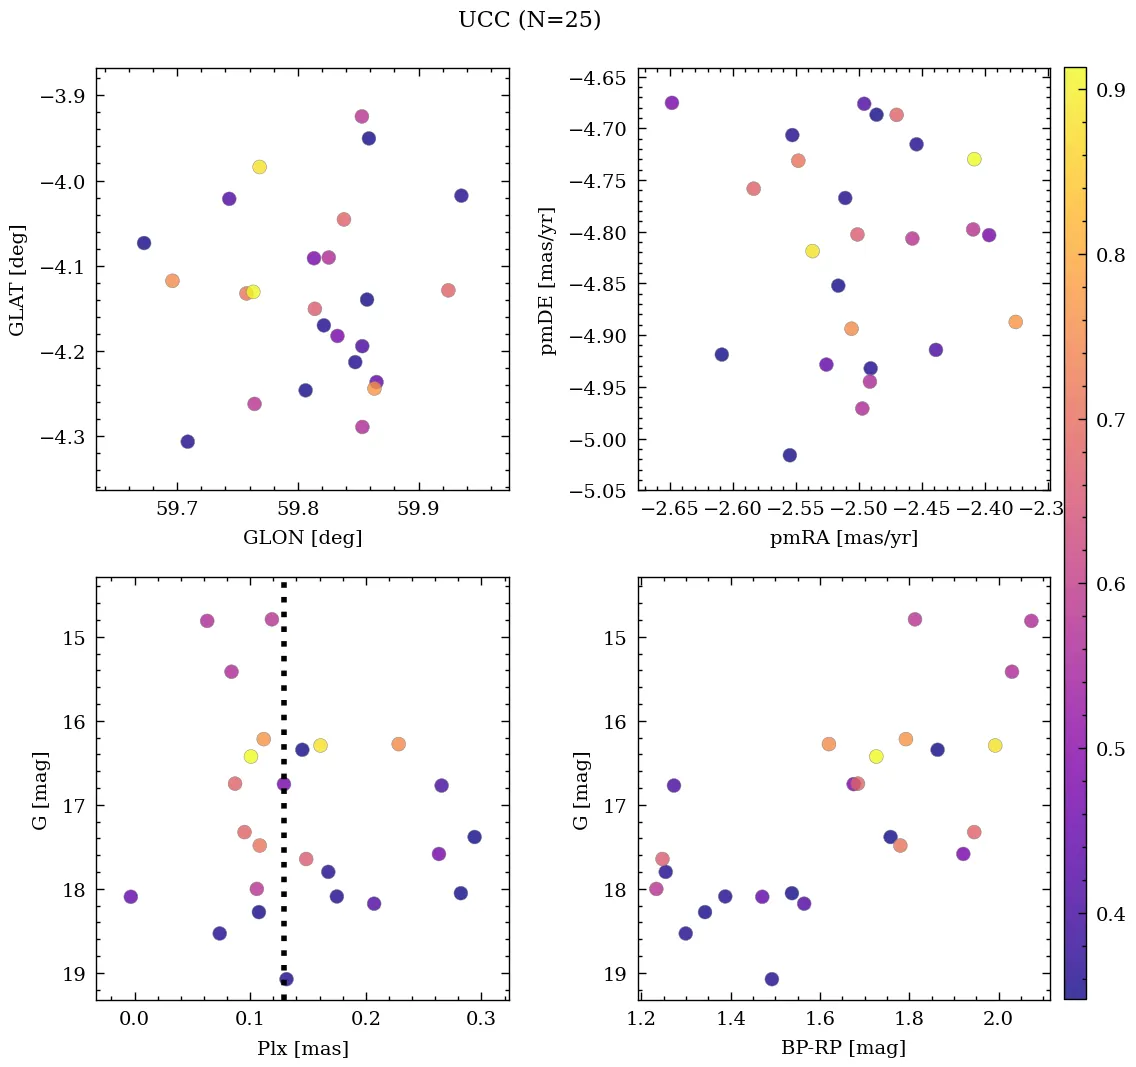 UCC (N=25)
−3.9
−4.0
−4.1
−4.2
−4.3
GLAT [deg]
59.7 59.8 59.9
GLON [deg]
−4.65
−4.70
−4.75
−4.80
−4.85
−4.90
−4.95
−5.00
−5.05
pmDE [mas/yr]
−2.65 −2.60 −2.55 −2.50 −2.45 −2.40 −2.3
pmRA [mas/yr]
15
16
17
18
19
G [mag]
0.0 0.1 0.2 0.3
Plx [mas]
15
16
17
18
19
G [mag]
1.2 1.4 1.6 1.8 2.0
BP-RP [mag]
0.9
0.8
0.7
0.6
0.5
0.4